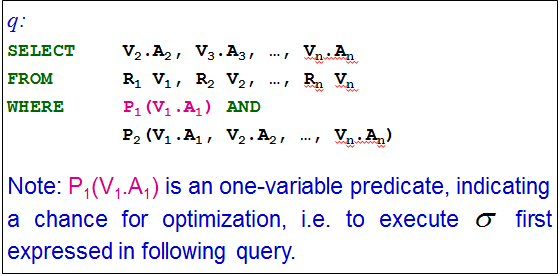 q:
SELECT V₂.A₂, V₃.A₃, …, Vₙ.Aₙ
FROM R₁ V₁, R₂ V₂, …, Rₙ Vₙ
WHERE P₁(V₁.A₁) AND
P₂(V₁.A₁, V₂.A₂, …, Vₙ.Aₙ)
Note: P₁(V₁.A₁) is an one-variable predicate, indicating
a chance for optimization, i.e. to execute σ first
expressed in following query.